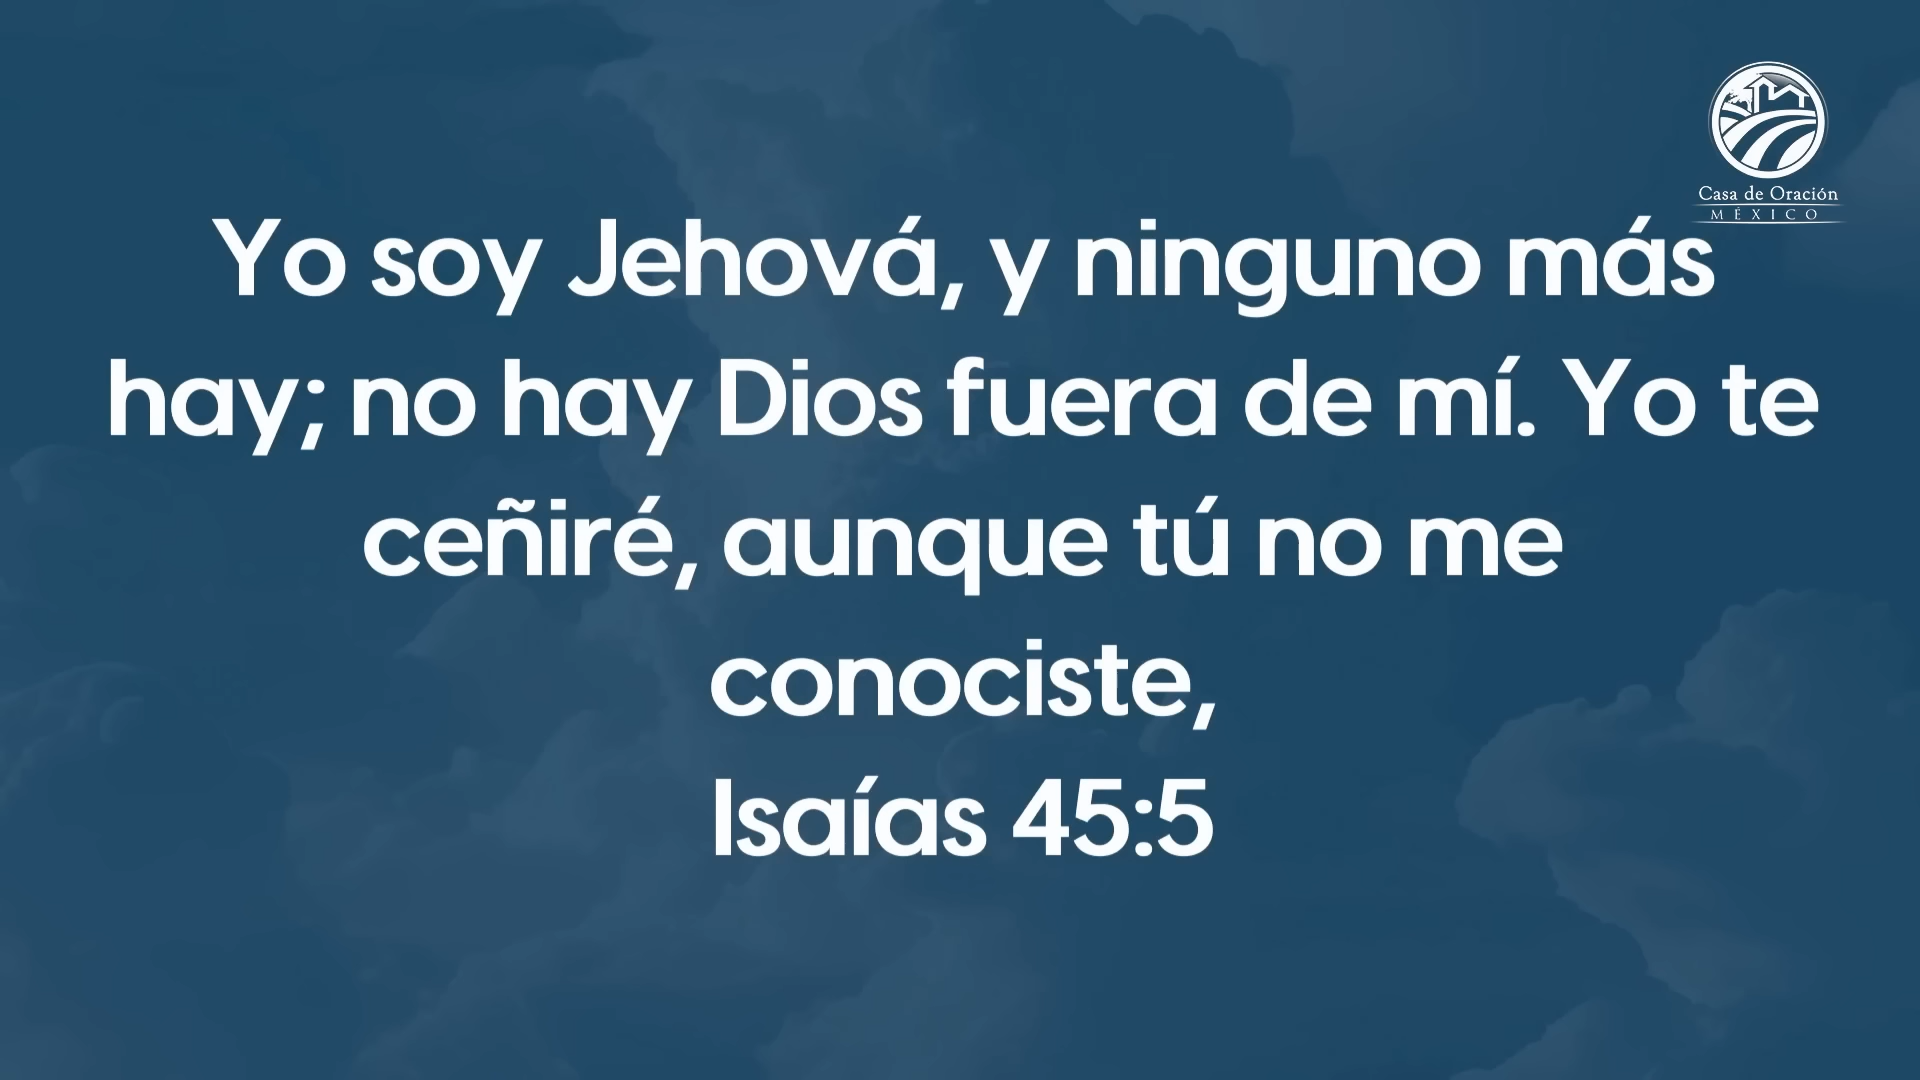 Casa de Oración
MÉXICO
Yo soy Jehová, y ninguno más
hay; no hay Dios fuera de mí. Yo te
ceñiré, aunque tú no me
conociste,
Isaías 45:5